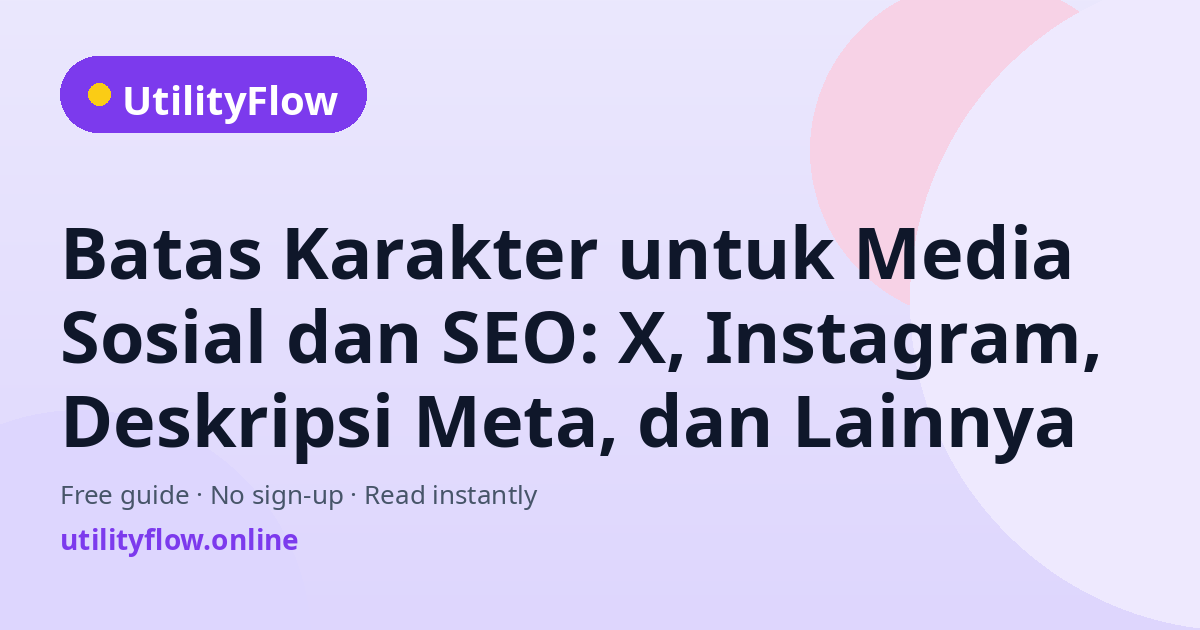 UtilityFlow
Batas Karakter untuk Media
Sosial dan SEO: X, Instagram,
Deskripsi Meta, dan Lainnya
Free guide · No sign-up · Read instantly
utilityflow.online